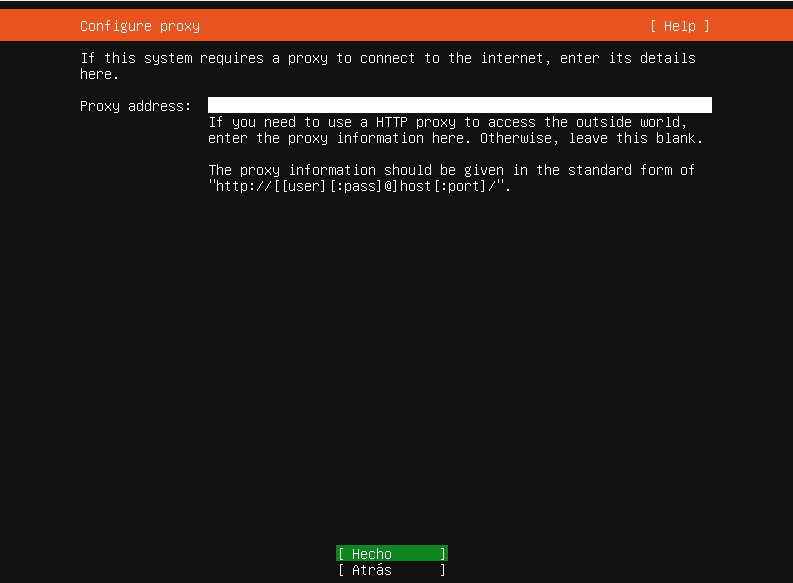 Configure proxy [ Help ]
If this system requires a proxy to connect to the internet, enter its details
here.
Proxy address:
If you need to use a HTTP proxy to access the outside world,
enter the proxy information here. Otherwise, leave this blank.
The proxy information should be given in the standard form of
"http://[[user][:pass]@]host[:port]/".
[ Hecho ]
[ Atrás ]